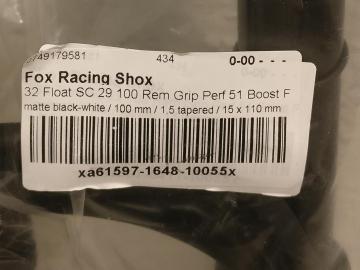 434 0-00 - - -
Fox Racing Shox
32 Float SC 29 100 Rem Grip Perf 51 Boost F
matte black-white / 100 mm / 1.5 tapered / 15 x 110 mm
xa61597-1648-10055x